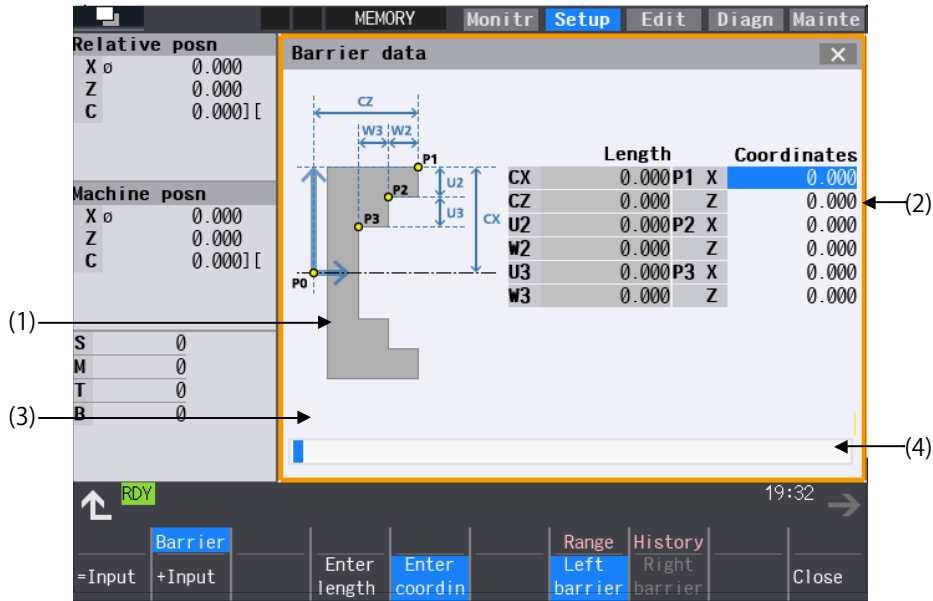 MEMORY Monitr Setup Edit Diagn Mainte
Relative posn
X ø 0.000
Z 0.000
C 0.000][
Machine posn
X ø 0.000
Z 0.000
C 0.000][
S 0
M 0
T 0
B 0
Barrier data
CZ
W3 W2
P1
U2
P2
U3
P3
CX
P0
Length Coordinates
CX 0.000 P1 X 0.000
CZ 0.000 Z 0.000
U2 0.000 P2 X 0.000
W2 0.000 Z 0.000
U3 0.000 P3 X 0.000
W3 0.000 Z 0.000
(1)
(2)
(3)
(4)
RDY 19:32
Barrier Range History
=Input +Input Enter length Enter coordin Left barrier Right barrier Close